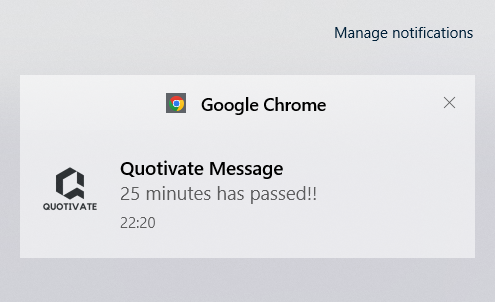 Manage notifications
Google Chrome
Quotivate Message
25 minutes has passed!!
QUOTIVATE
22:20